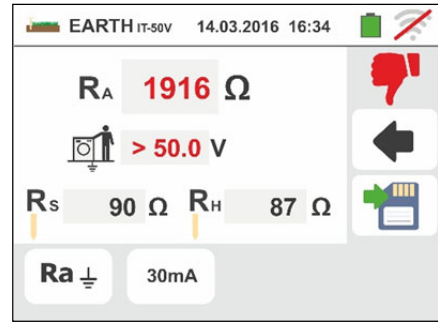 EARTH IT-50V 14.03.2016 16:34
RA 1916 Ω
> 50.0 V
RS 90 Ω RH 87 Ω
Ra ⏚ 30mA